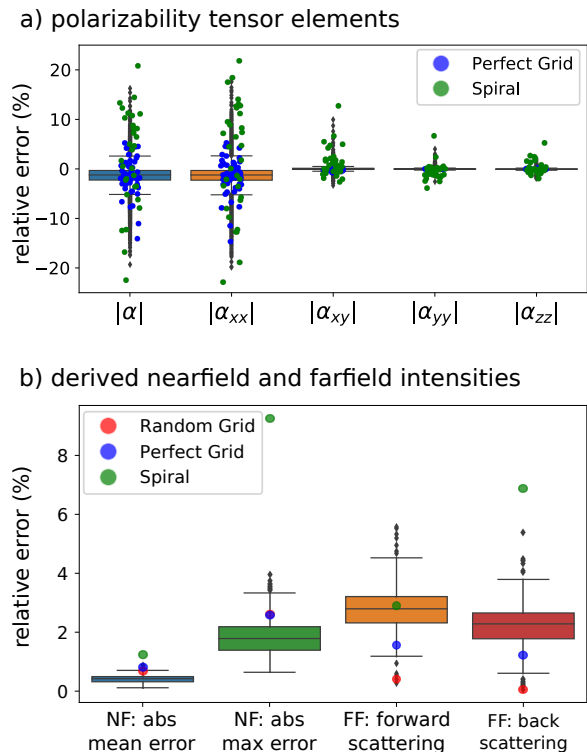 a) polarizability tensor elements
relative error (%)
20
10
0
−10
−20
Perfect Grid
Spiral
|α|
|αxx|
|αxy|
|αyy|
|αzz|
b) derived nearfield and farfield intensities
relative error (%)
8
6
4
2
0
Random Grid
Perfect Grid
Spiral
NF: abs
mean error
NF: abs
max error
FF: forward
scattering
FF: back
scattering